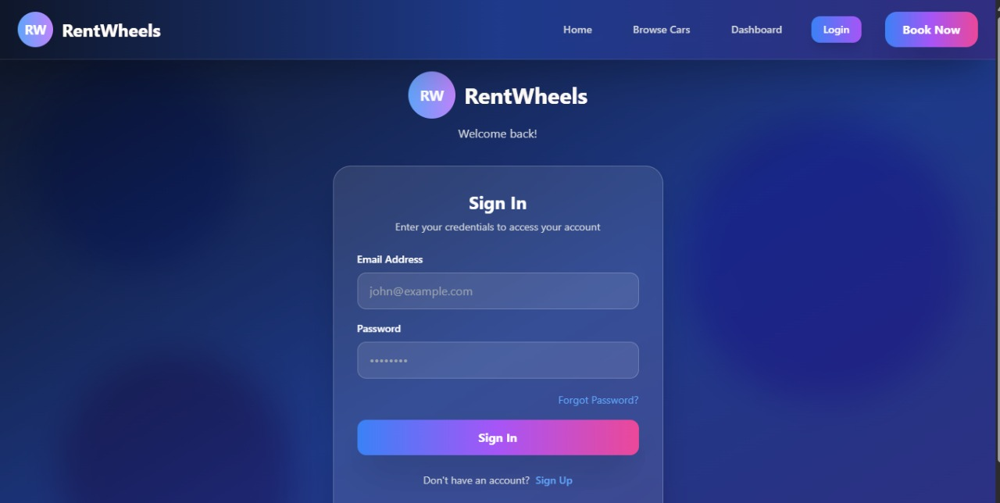 RW RentWheels Home Browse Cars Dashboard Login Book Now
RW RentWheels
Welcome back!
Sign In
Enter your credentials to access your account
Email Address
john@example.com
Password
••••••••
Forgot Password?
Sign In
Don't have an account? Sign Up